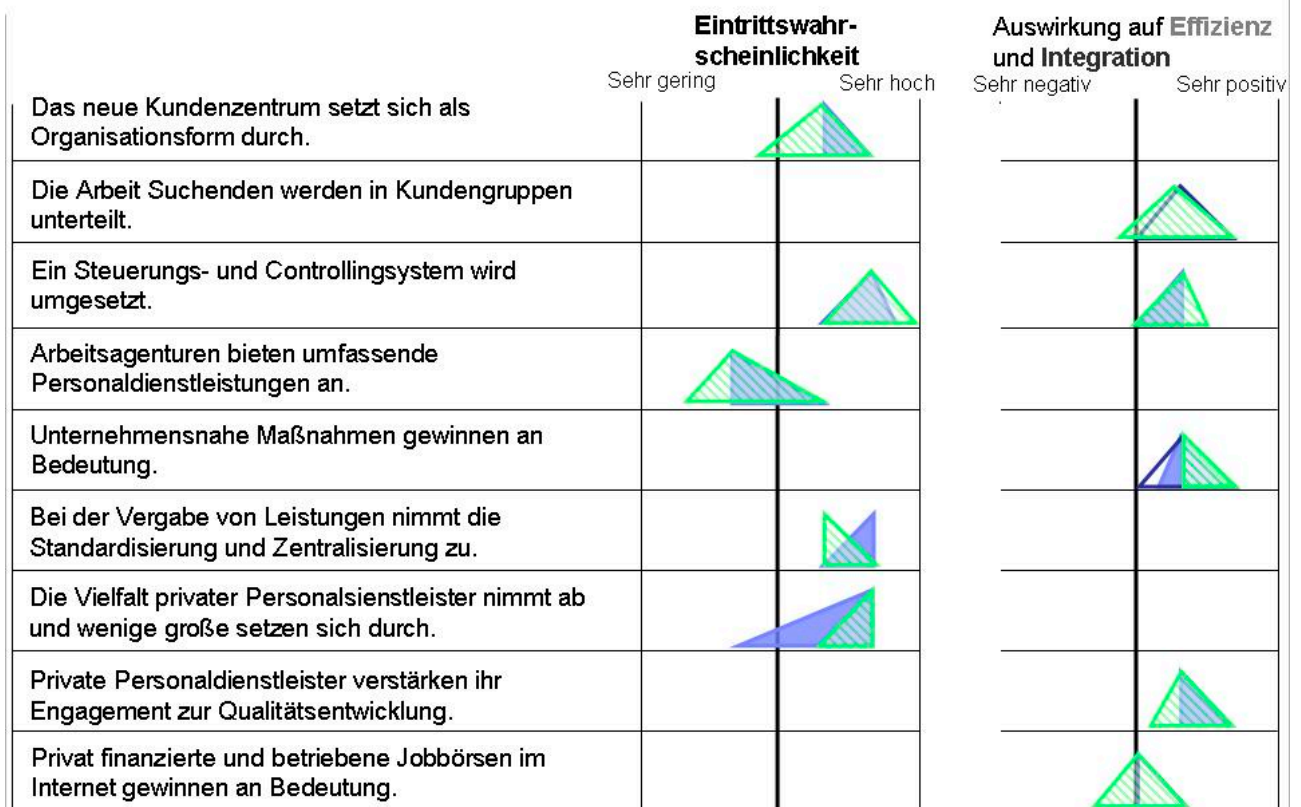 Eintrittswahr-
scheinlichkeit
Auswirkung auf Effizienz
und Integration
Sehr gering
Sehr hoch
Sehr negativ
Sehr positiv
Das neue Kundenzentrum setzt sich als
Organisationsform durch.
Die Arbeit Suchenden werden in Kundengruppen
unterteilt.
Ein Steuerungs- und Controllingsystem wird
umgesetzt.
Arbeitsagenturen bieten umfassende
Personaldienstleistungen an.
Unternehmensnahe Maßnahmen gewinnen an
Bedeutung.
Bei der Vergabe von Leistungen nimmt die
Standardisierung und Zentralisierung zu.
Die Vielfalt privater Personalsienstleister nimmt ab
und wenige große setzen sich durch.
Private Personaldienstleister verstärken ihr
Engagement zur Qualitätsentwicklung.
Privat finanzierte und betriebene Jobbörsen im
Internet gewinnen an Bedeutung.